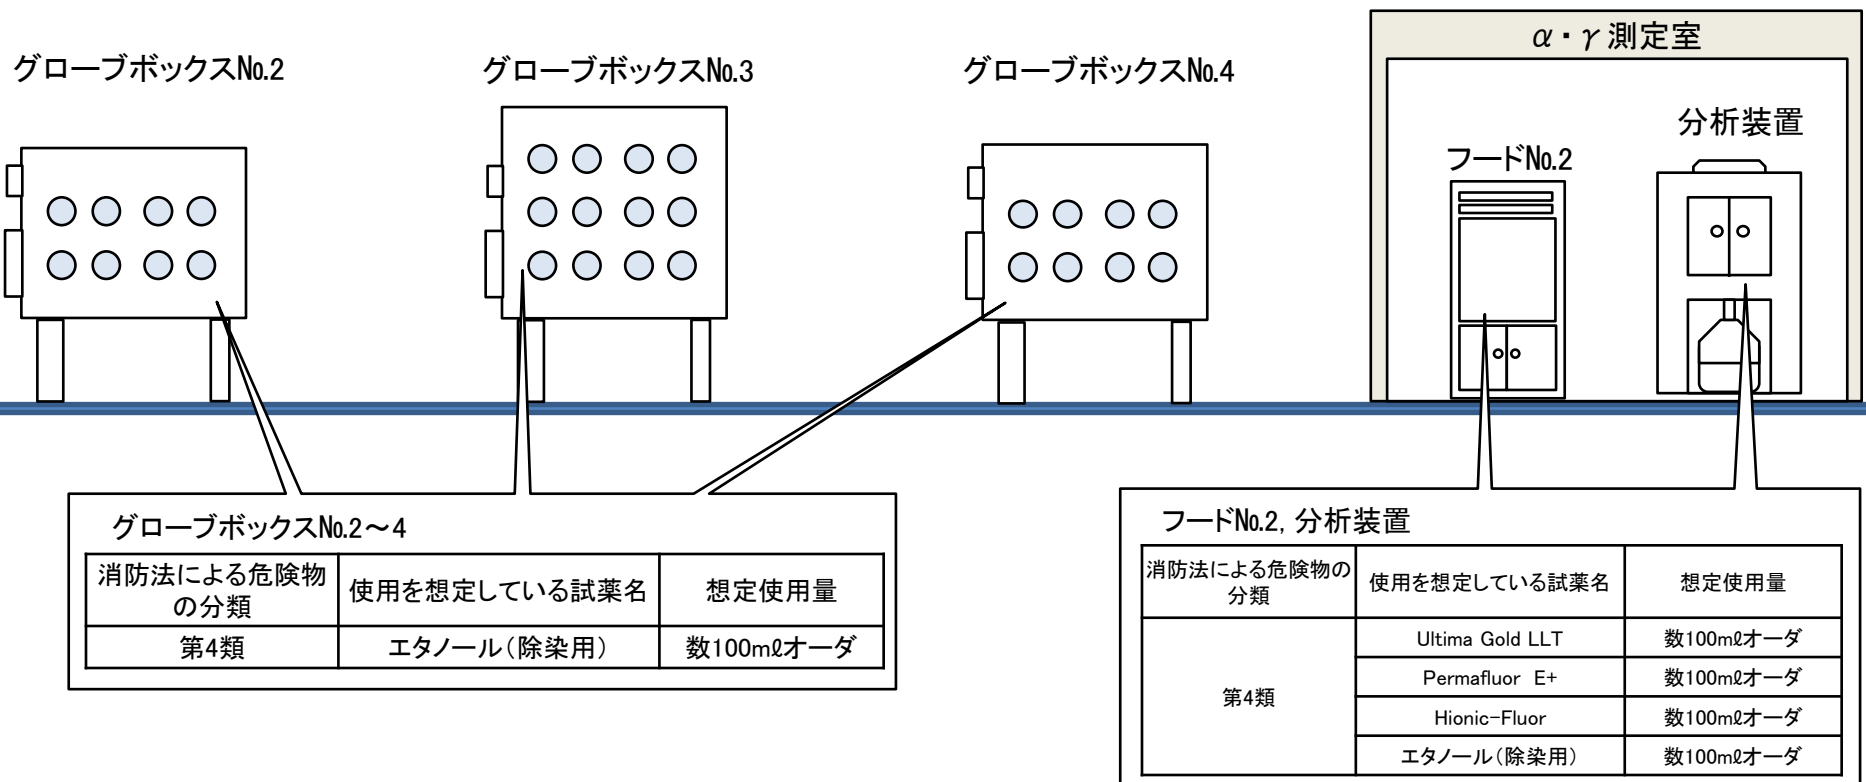 グローブボックス№2
グローブボックス№3
グローブボックス№4
α・γ 測定室
フード№2
分析装置
グローブボックス№2～4
消防法による危険物
の分類
使用を想定している試薬名
想定使用量
第4類
エタノール（除染用）
数100mℓオーダ
フード№2, 分析装置
消防法による危険物の
分類
使用を想定している試薬名
想定使用量
第4類
Ultima Gold LLT
数100mℓオーダ
Permafluor E+
数100mℓオーダ
Hionic-Fluor
数100mℓオーダ
エタノール（除染用）
数100mℓオーダ